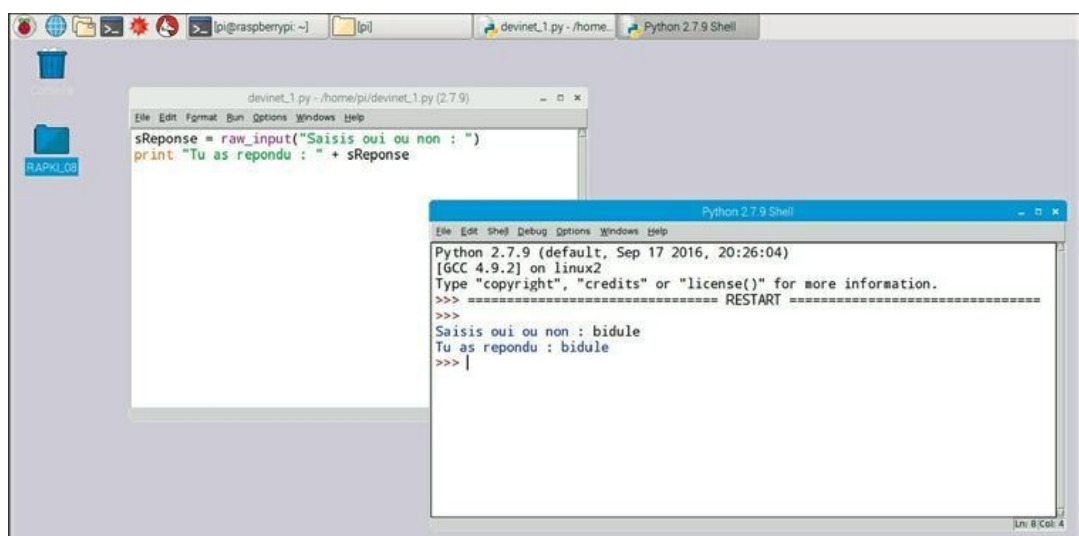 [pi@raspberrypi: ~] [pi] devinet_1.py - /home... Python 2.7.9 Shell
devinet_1.py - /home/pi/devinet_1.py (2.7.9)
File Edit Format Run Options Windows Help
sReponse = raw_input("Saisis oui ou non : ")
print "Tu as repondu : " + sReponse
RAPKI_08
Python 2.7.9 Shell
File Edit Shell Debug Options Windows Help
Python 2.7.9 (default, Sep 17 2016, 20:26:04)
[GCC 4.9.2] on linux2
Type "copyright", "credits" or "license()" for more information.
>>> ================================ RESTART ================================
>>>
Saisis oui ou non : bidule
Tu as repondu : bidule
>>>
Ln: 8 Col: 4